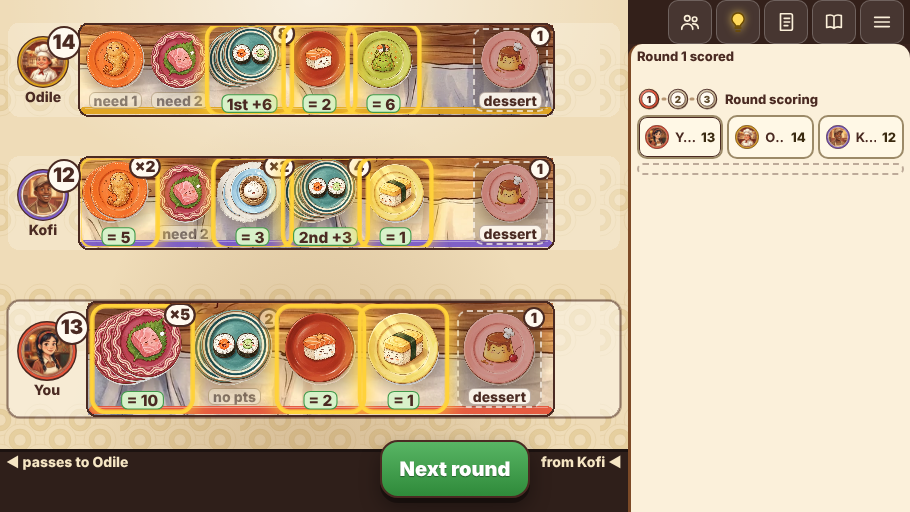 14
Odile
need 1
need 2
1st +6
= 2
= 6
1
dessert
12
Kofi
×2
= 5
need 2
= 3
2nd +3
= 1
1
dessert
13
You
×5
= 10
2
no pts
= 2
= 1
1
dessert
◀ passes to Odile
Next round
from Kofi ◀
Round 1 scored
1 2 3 Round scoring
Y... 13
O.. 14
K... 12